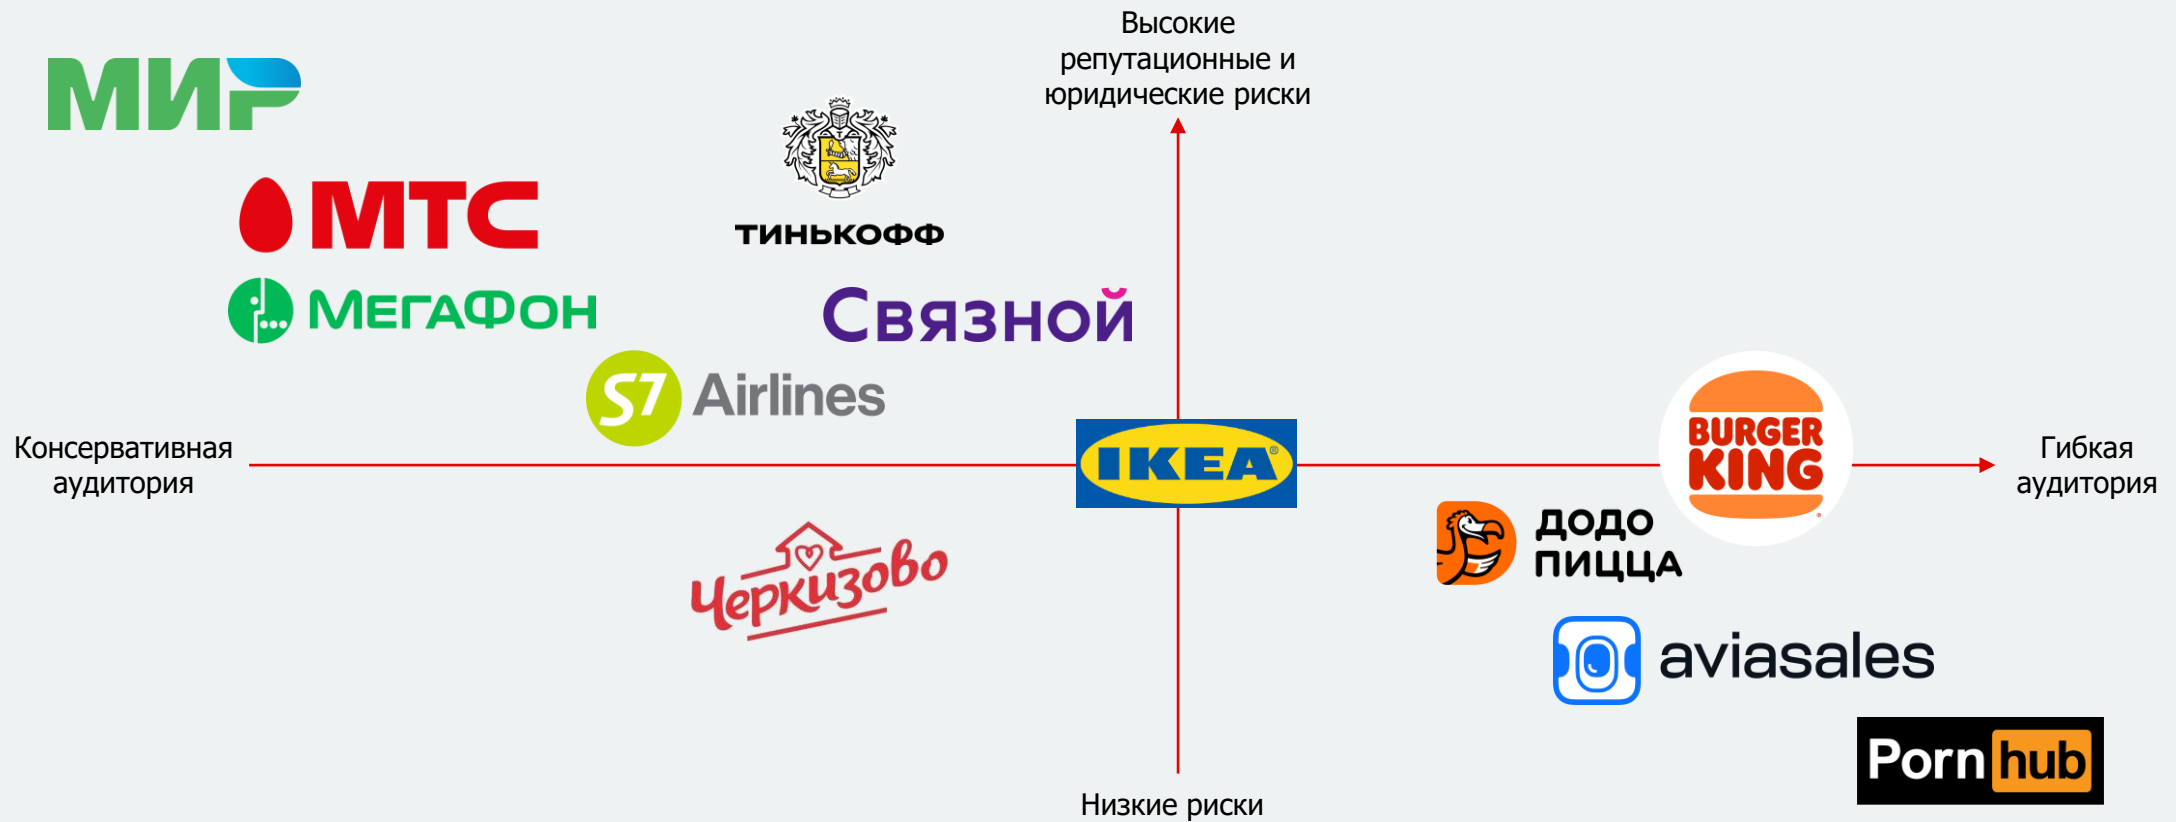 Высокие
репутационные и
юридические риски
МИР
ТИНЬКОФФ
МТС
МЕГАФОН
Связной
S7 Airlines
Консервативная
аудитория
IKEA®
BURGER
KING®
Гибкая
аудитория
Черкизово
ДОДО
ПИЦЦА
aviasales
Porn hub
Низкие риски